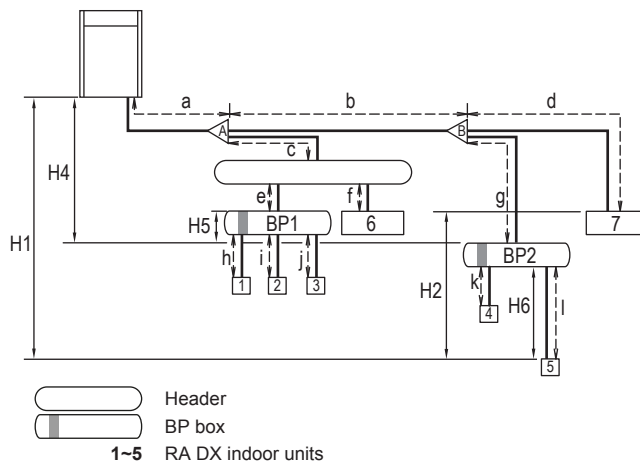 a
b
d
A
B
c
H4
e
f
g
H5
BP1
6
7
H1
BP2
h
i
j
k
H2
H6
l
1
2
3
4
5
Header
BP box
1~5 RA DX indoor units